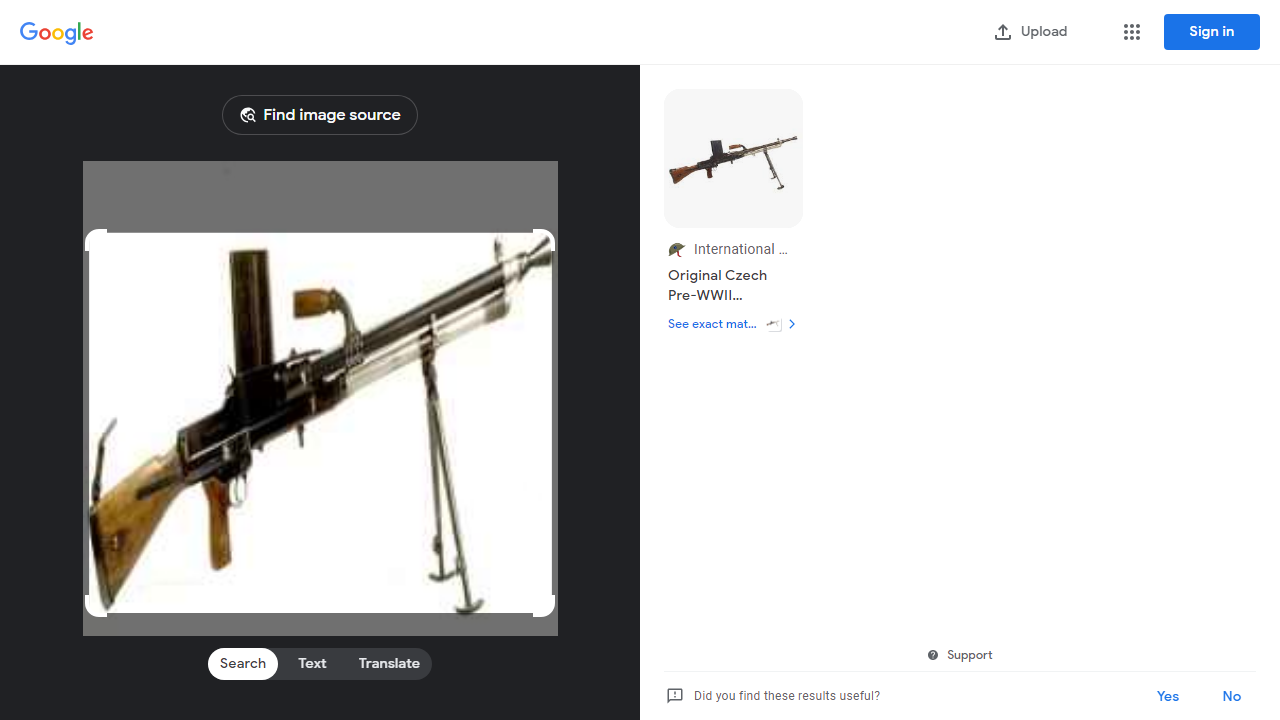 Google
Upload
Sign in
Find image source
International ...
Original Czech
Pre-WWII...
See exact mat...
Search
Text
Translate
Support
Did you find these results useful?
Yes
No